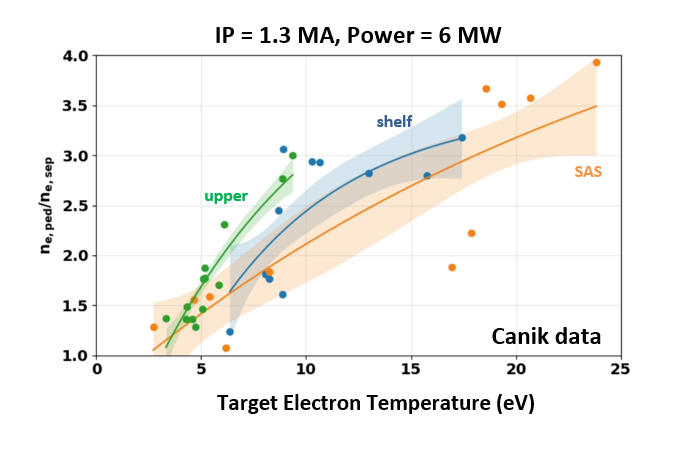 IP = 1.3 MA, Power = 6 MW
4.0
3.5
3.0
2.5
2.0
1.5
1.0
n_e, ped/n_e, sep
upper
shelf
SAS
Canik data
0 5 10 15 20 25
Target Electron Temperature (eV)